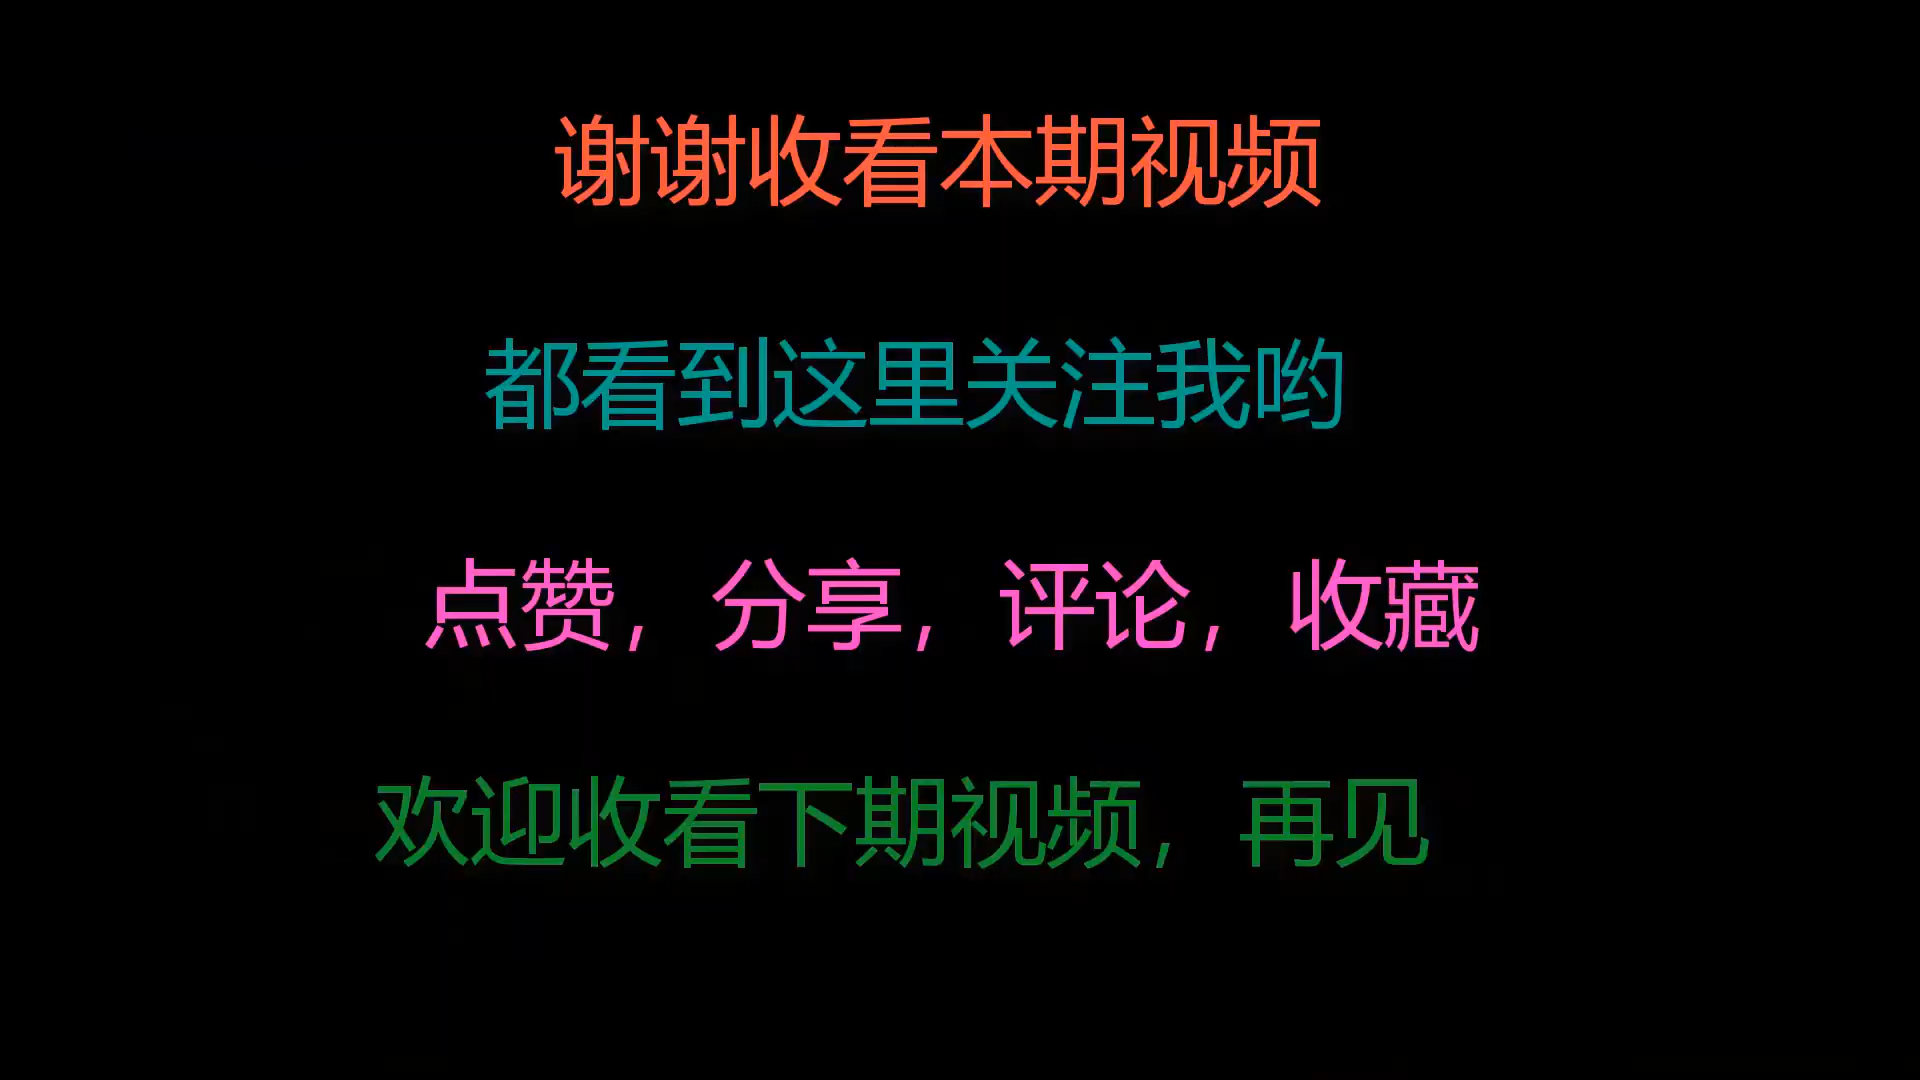 谢谢收看本期视频
都看到这里关注我哟
点赞，分享，评论，收藏
欢迎收看下期视频，再见